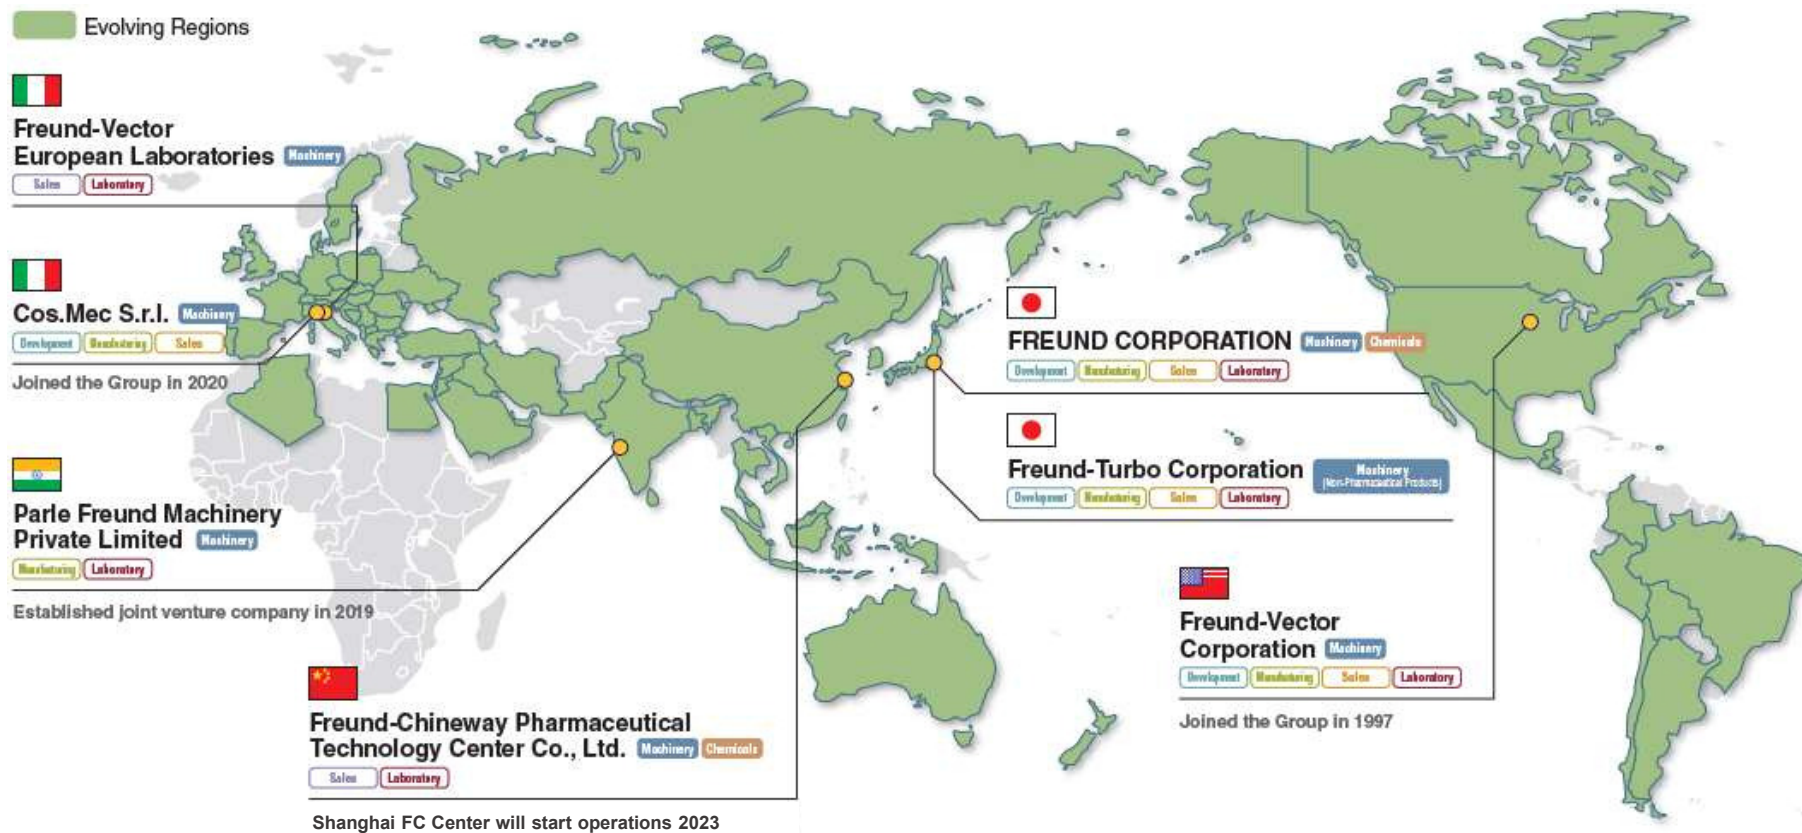 Evolving Regions
Freund-Vector
European Laboratories Machinery
Sales Laboratory
Cos.Mec S.r.l. Machinery
Development Manufacturing Sales
Joined the Group in 2020
Parle Freund Machinery
Private Limited Machinery
Manufacturing Laboratory
Established joint venture company in 2019
Freund-Chineway Pharmaceutical
Technology Center Co., Ltd. Machinery Chemicals
Sales Laboratory
Shanghai FC Center will start operations 2023
FREUND CORPORATION Machinery Chemicals
Development Manufacturing Sales Laboratory
Freund-Turbo Corporation Machinery
(Non-Pharmaceutical Products)
Development Manufacturing Sales Laboratory
Freund-Vector
Corporation Machinery
Development Manufacturing Sales Laboratory
Joined the Group in 1997